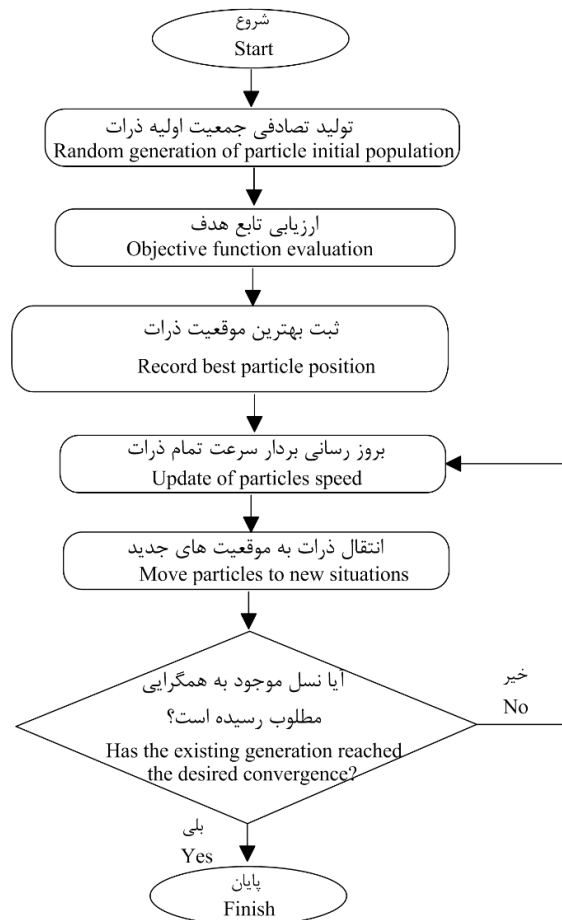 شروع
Start
تولید تصادفی جمعیت اولیه ذرات
Random generation of particle initial population
ارزیابی تابع هدف
Objective function evaluation
ثبت بهترین موقعیت ذرات
Record best particle position
بروز رسانی بردار سرعت تمام ذرات
Update of particles speed
انتقال ذرات به موقعیت های جدید
Move particles to new situations
آیا نسل موجود به همگرایی
مطلوب رسیده است؟
Has the existing generation reached
the desired convergence?
خیر
No
بلی
Yes
پایان
Finish